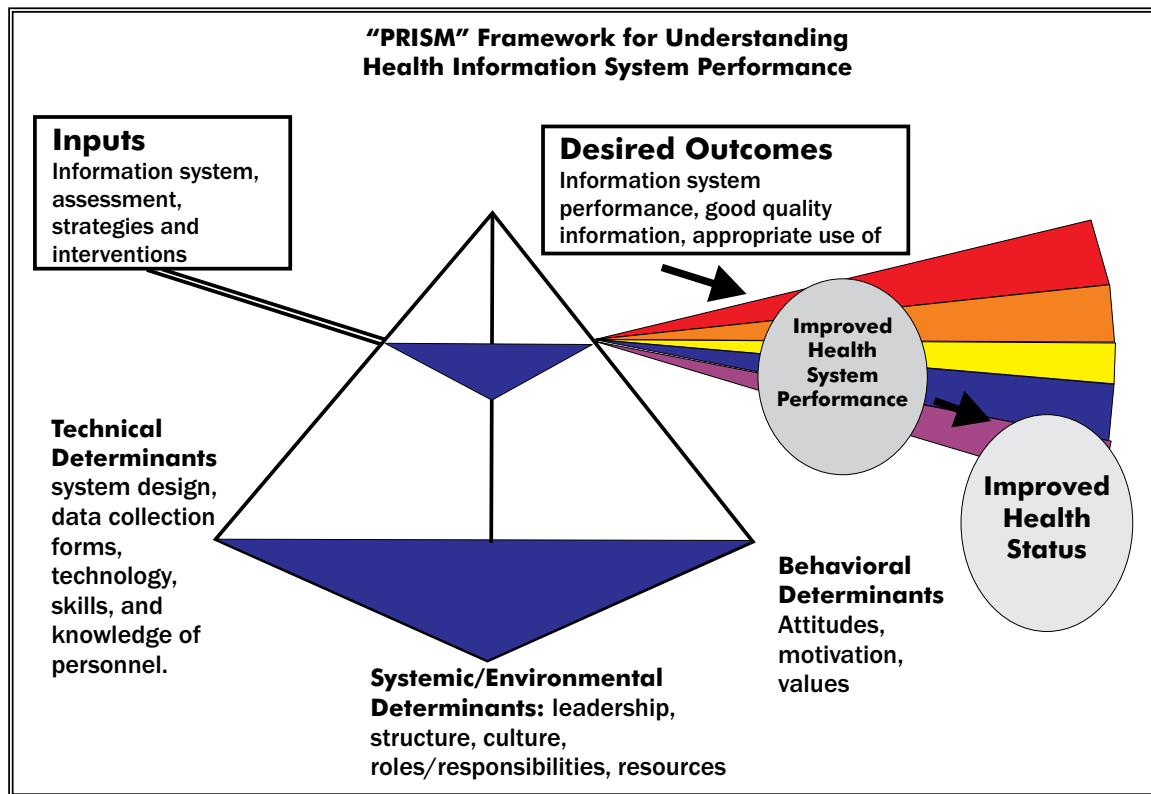 “PRISM” Framework for Understanding
Health Information System Performance
Inputs
Information system,
assessment,
strategies and
interventions
Desired Outcomes
Information system
performance, good quality
information, appropriate use of
Improved
Health
System
Performance
Improved
Health
Status
Technical
Determinants
system design,
data collection
forms,
technology,
skills, and
knowledge of
personnel.
Systemic/Environmental
Determinants: leadership,
structure, culture,
roles/responsibilities, resources
Behavioral
Determinants
Attitudes,
motivation,
values